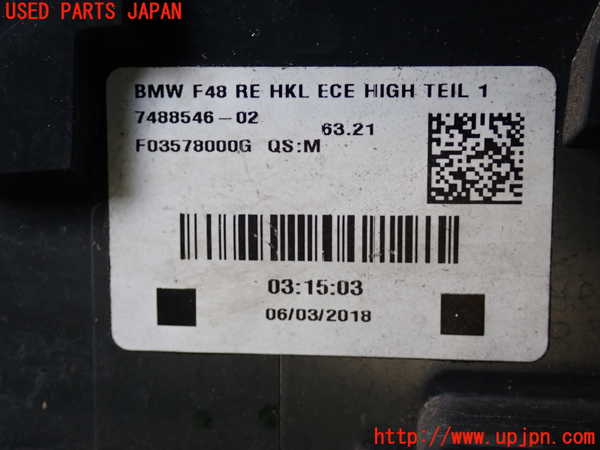 USED PARTS JAPAN
BMW F48 RE HKL ECE HIGH TEIL 1
7488546-02
63.21
F03578000G QS:M
03:15:03
06/03/2018
http://www.upjpn.com/